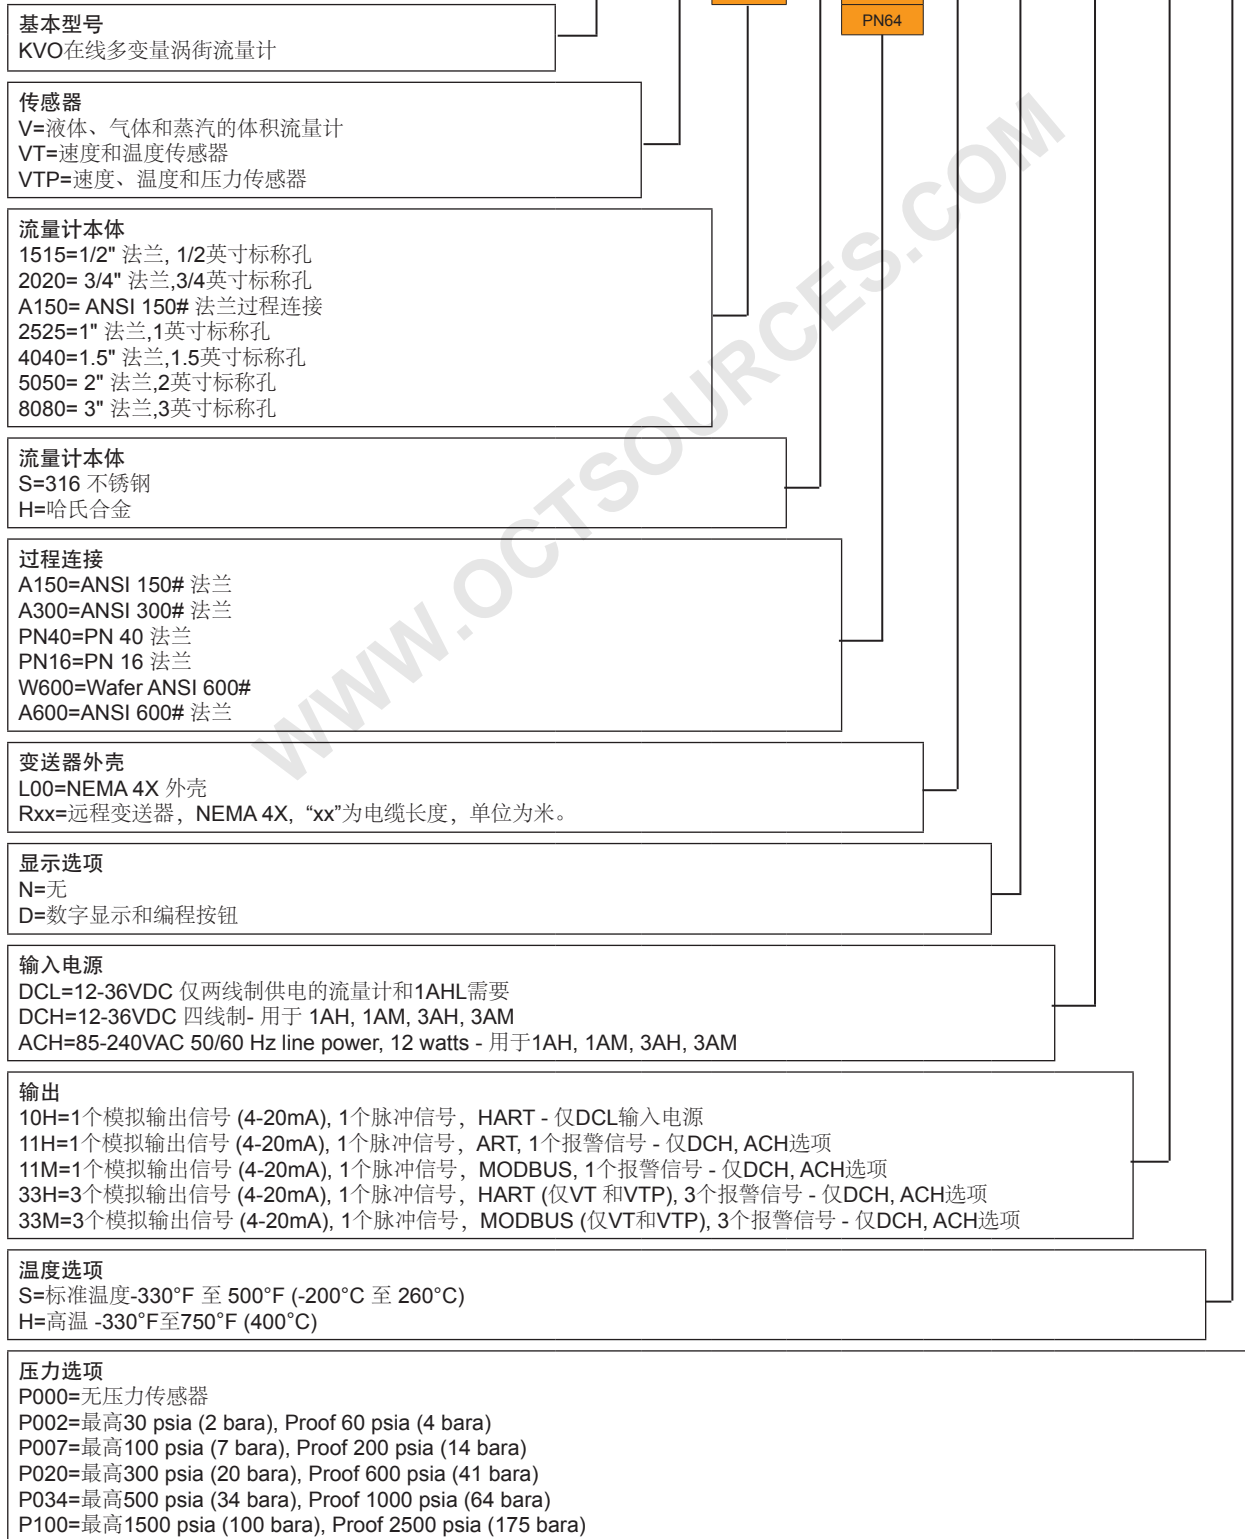 PN64
基本型号
KVO在线多变量涡街流量计
传感器
V=液体、气体和蒸汽的体积流量计
VT=速度和温度传感器
VTP=速度、温度和压力传感器
流量计本体
1515=1/2" 法兰, 1/2英寸标称孔
2020= 3/4" 法兰,3/4英寸标称孔
A150= ANSI 150# 法兰过程连接
2525=1" 法兰,1英寸标称孔
4040=1.5" 法兰,1.5英寸标称孔
5050= 2" 法兰,2英寸标称孔
8080= 3" 法兰,3英寸标称孔
流量计本体
S=316 不锈钢
H=哈氏合金
过程连接
A150=ANSI 150# 法兰
A300=ANSI 300# 法兰
PN40=PN 40 法兰
PN16=PN 16 法兰
W600=Wafer ANSI 600#
A600=ANSI 600# 法兰
变送器外壳
L00=NEMA 4X 外壳
Rxx=远程变送器，NEMA 4X，“xx”为电缆长度，单位为米。
显示选项
N=无
D=数字显示和编程按钮
输入电源
DCL=12-36VDC 仅两线制供电的流量计和1AHL需要
DCH=12-36VDC 四线制- 用于 1AH, 1AM, 3AH, 3AM
ACH=85-240VAC 50/60 Hz line power, 12 watts - 用于1AH, 1AM, 3AH, 3AM
输出
10H=1个模拟输出信号 (4-20mA), 1个脉冲信号，HART - 仅DCL输入电源
11H=1个模拟输出信号 (4-20mA), 1个脉冲信号，ART, 1个报警信号 - 仅DCH, ACH选项
11M=1个模拟输出信号 (4-20mA), 1个脉冲信号，MODBUS, 1个报警信号 - 仅DCH, ACH选项
33H=3个模拟输出信号 (4-20mA), 1个脉冲信号，HART (仅VT 和VTP), 3个报警信号 - 仅DCH, ACH选项
33M=3个模拟输出信号 (4-20mA), 1个脉冲信号，MODBUS (仅VT和VTP), 3个报警信号 - 仅DCH, ACH选项
温度选项
S=标准温度-330°F 至 500°F (-200°C 至 260°C)
H=高温 -330°F至750°F (400°C)
压力选项
P000=无压力传感器
P002=最高30 psia (2 bara), Proof 60 psia (4 bara)
P007=最高100 psia (7 bara), Proof 200 psia (14 bara)
P020=最高300 psia (20 bara), Proof 600 psia (41 bara)
P034=最高500 psia (34 bara), Proof 1000 psia (64 bara)
P100=最高1500 psia (100 bara), Proof 2500 psia (175 bara)
WWW.OCTSOURCES.COM